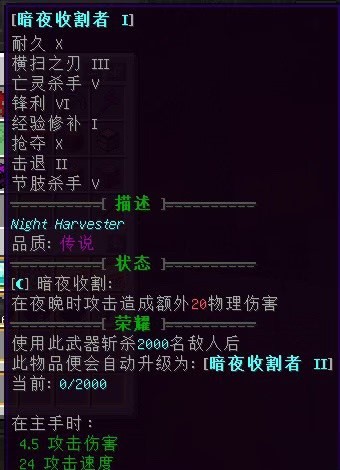 [暗夜收割者 I]
耐久 X
横扫之刃 III
亡灵杀手 V
锋利 VI
经验修补 I
抢夺 X
击退 II
节肢杀手 V
----------[ 描述 ]----------
Night Harvester
品质: 传说
----------[ 状态 ]----------
[☾] 暗夜收割:
在夜晚时攻击造成额外20物理伤害
----------[ 荣耀 ]----------
使用此武器斩杀2000名敌人后
此物品便会自动升级为: [暗夜收割者 II]
当前: 0/2000
在主手时:
4.5 攻击伤害
24 攻击速度